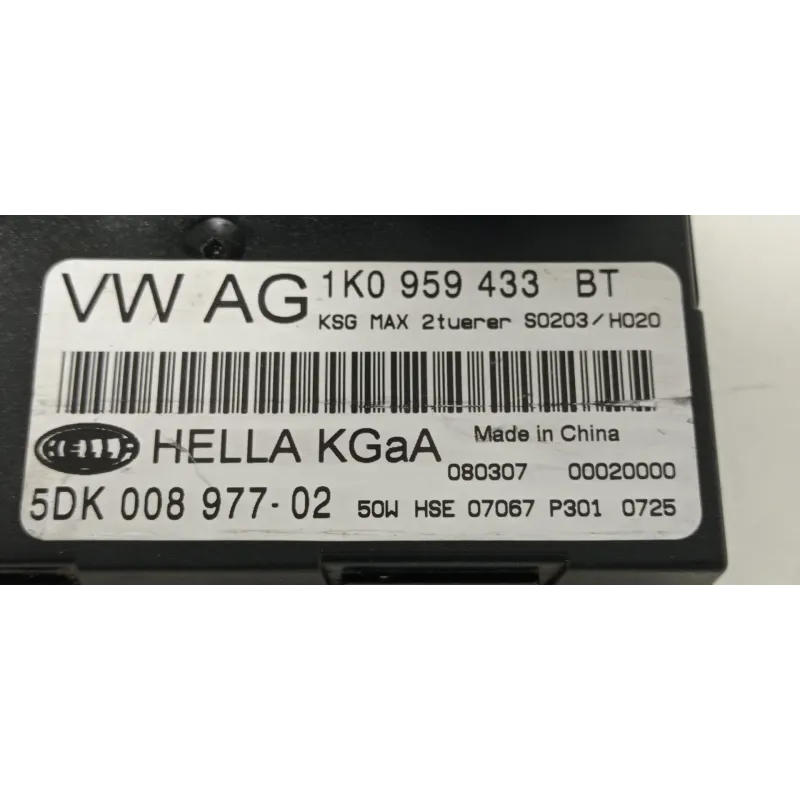 VW AG 1K0 959 433 BT
KSG MAX 2tuerer S0203/H020
HELLA HELLA KGaA Made in China
080307 00020000
5DK 008 977-02 50W HSE 07067 P301 0725